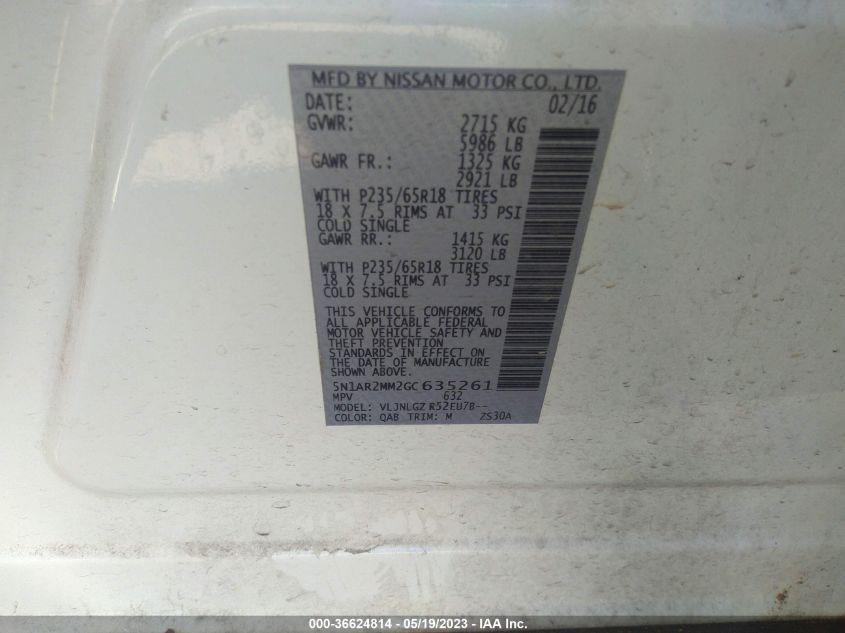 MFD BY NISSAN MOTOR CO., LTD.
DATE: 02/16
GVWR: 2715 KG
5986 LB
GAWR FR.: 1325 KG
2921 LB
WITH P235/65R18 TIRES
18 X 7.5 RIMS AT 33 PSI
COLD SINGLE
GAWR RR.: 1415 KG
3120 LB
WITH P235/65R18 TIRES
18 X 7.5 RIMS AT 33 PSI
COLD SINGLE
THIS VEHICLE CONFORMS TO
ALL APPLICABLE FEDERAL
MOTOR VEHICLE SAFETY AND
THEFT PREVENTION
STANDARDS IN EFFECT ON
THE DATE OF MANUFACTURE
SHOWN ABOVE.
5N1AR2MM2GC635261
MPV 632
MODEL: VLJNLGZ R52EU7B--
COLOR: QAB TRIM: M ZS30A
000-36624814 - 05/19/2023 - IAA Inc.